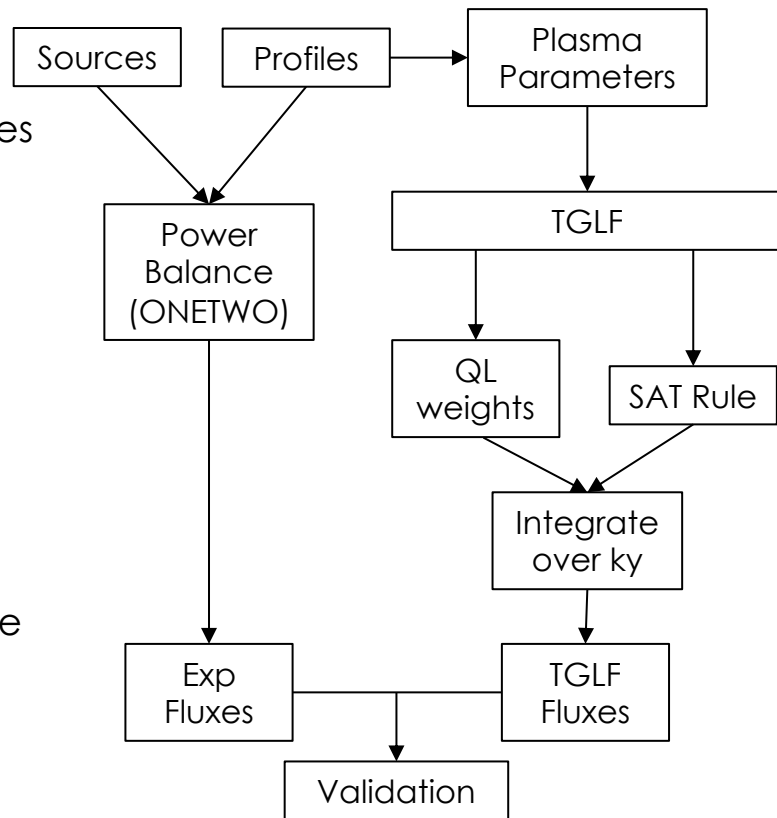 Plasma
Parameters
Sources
Profiles
es
TGLF
Power
Balance
(ONETWO)
QL
weights
SAT Rule
Integrate
over ky
e
Exp
Fluxes
TGLF
Fluxes
Validation